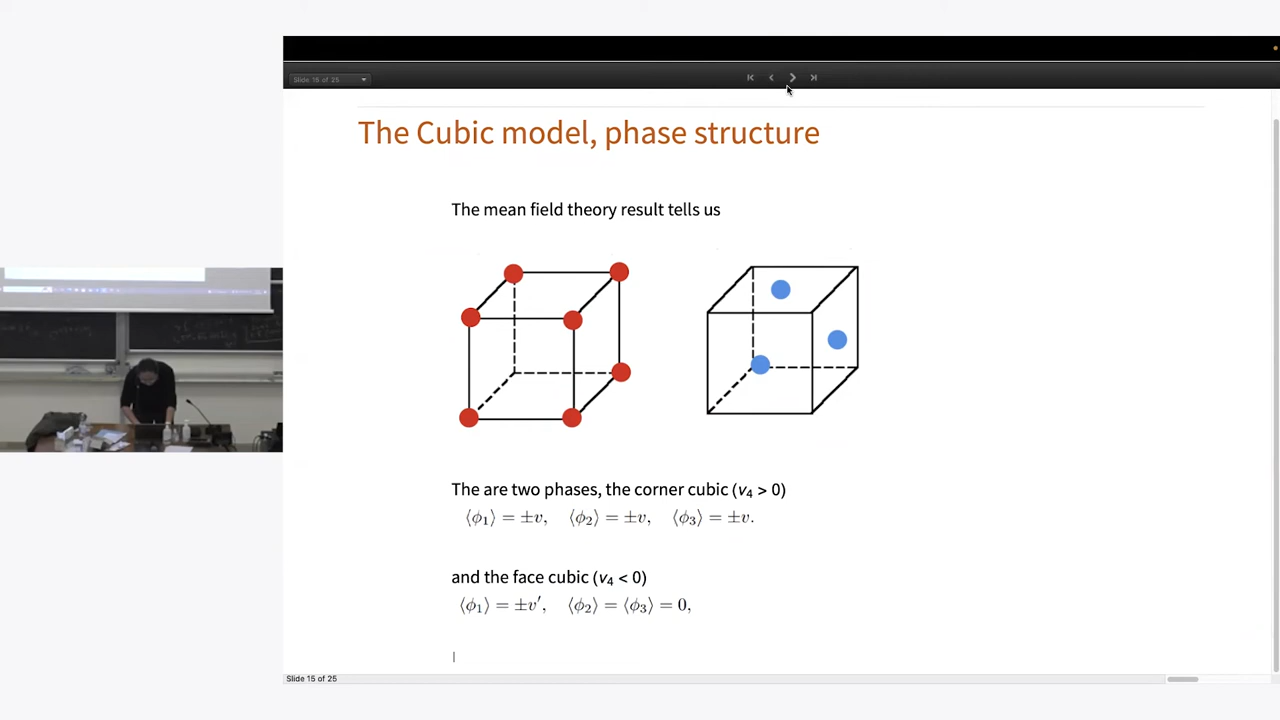 Slide 15 of 25
The Cubic model, phase structure
The mean field theory result tells us
The are two phases, the corner cubic (v₄ > 0)
⟨ϕ₁⟩ = ±v, ⟨ϕ₂⟩ = ±v, ⟨ϕ₃⟩ = ±v.
and the face cubic (v₄ < 0)
⟨ϕ₁⟩ = ±v′, ⟨ϕ₂⟩ = ⟨ϕ₃⟩ = 0,
Slide 15 of 25